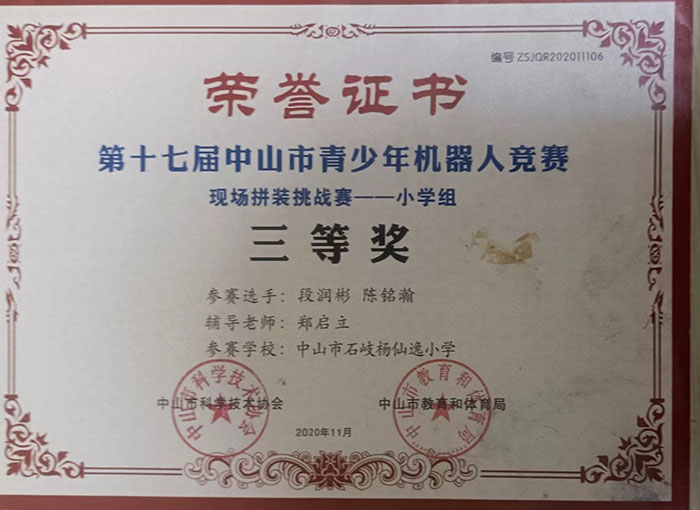 编号 ZSJQR202011106
荣誉证书
第十七届中山市青少年机器人竞赛
现场拼装挑战赛——小学组
三等奖
参赛选手：段润彬 陈铭瀚
辅导老师：郑启立
参赛学校：中山市石岐杨仙逸小学
中山市科学技术协会
中山市教育和体育局
2020年11月
中山市科学技术协会
中山市教育和体育局